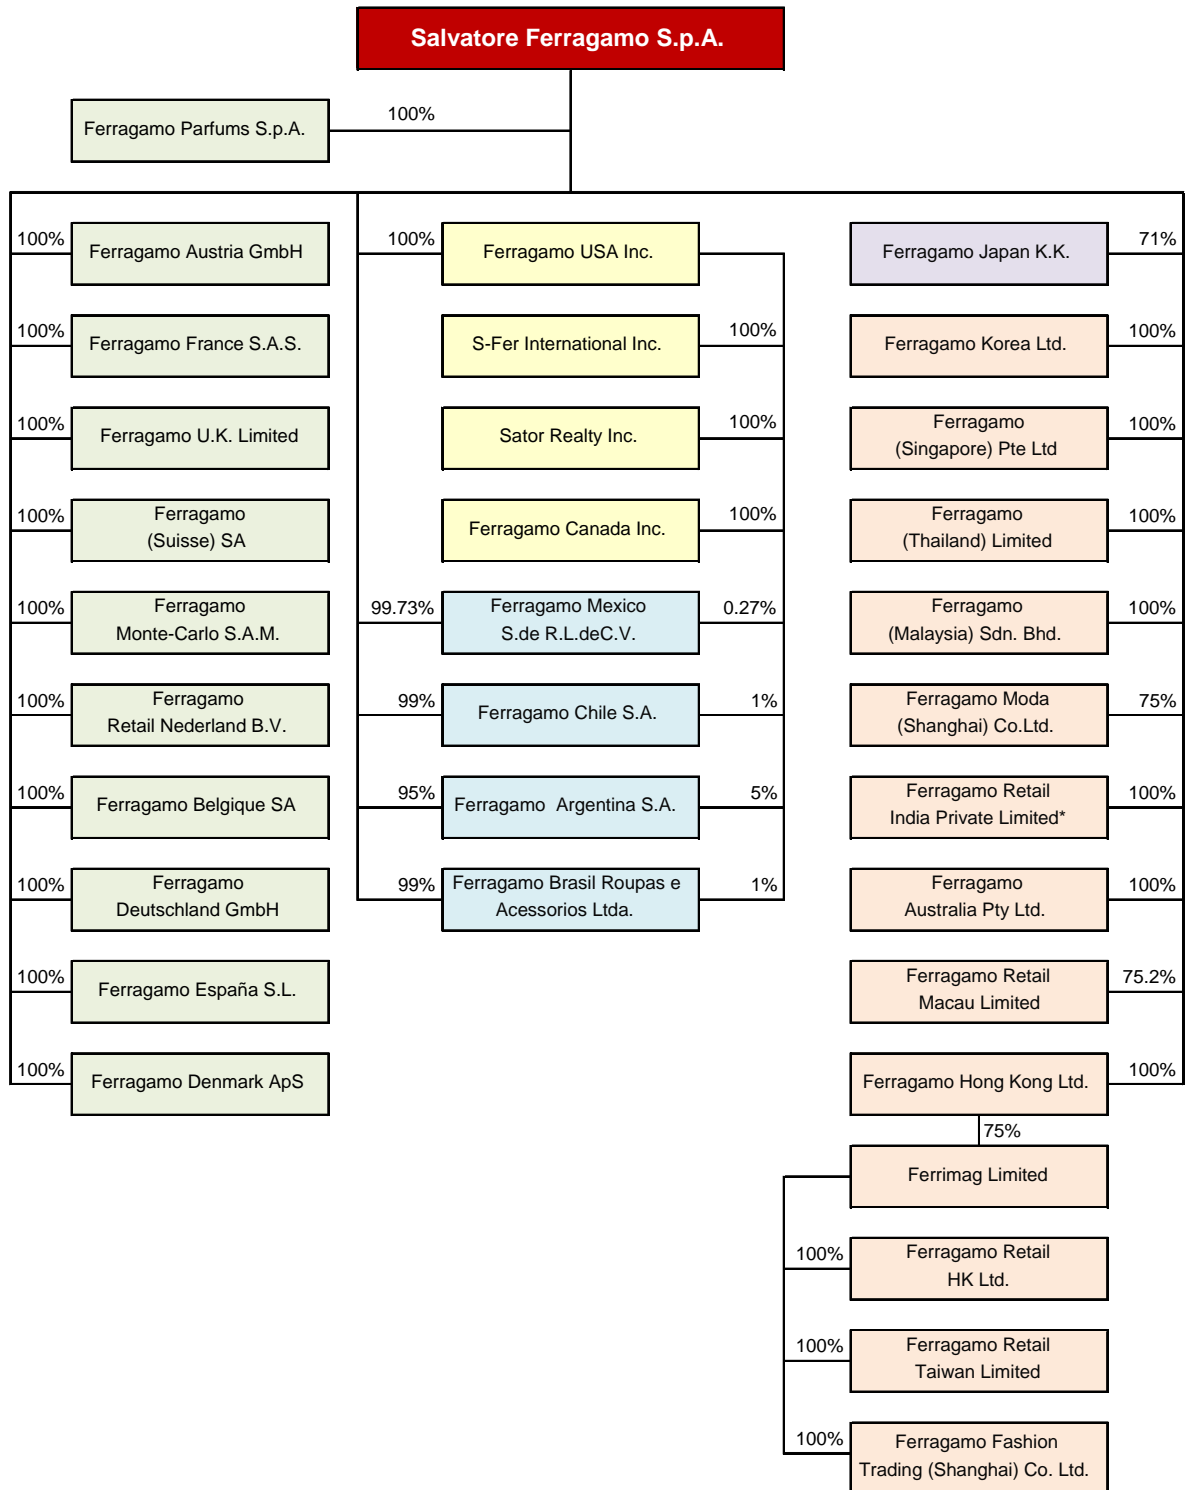 Salvatore Ferragamo S.p.A.
Ferragamo Parfums S.p.A.
100%
100%
Ferragamo Austria GmbH
100%
Ferragamo USA Inc.
Ferragamo Japan K.K.
71%
100%
Ferragamo France S.A.S.
S-Fer International Inc.
100%
Ferragamo Korea Ltd.
100%
100%
Ferragamo U.K. Limited
Sator Realty Inc.
100%
Ferragamo
(Singapore) Pte Ltd
100%
100%
Ferragamo
(Suisse) SA
Ferragamo Canada Inc.
100%
Ferragamo
(Thailand) Limited
100%
100%
Ferragamo
Monte-Carlo S.A.M.
99.73%
Ferragamo Mexico
S.de R.L.deC.V.
0.27%
Ferragamo
(Malaysia) Sdn. Bhd.
100%
100%
Ferragamo
Retail Nederland B.V.
99%
Ferragamo Chile S.A.
1%
Ferragamo Moda
(Shanghai) Co.Ltd.
75%
100%
Ferragamo Belgique SA
95%
Ferragamo  Argentina S.A.
5%
Ferragamo Retail
India Private Limited*
100%
100%
Ferragamo
Deutschland GmbH
99%
Ferragamo Brasil Roupas e
Acessorios Ltda.
1%
Ferragamo
Australia Pty Ltd.
100%
100%
Ferragamo España S.L.
Ferragamo Retail
Macau Limited
75.2%
100%
Ferragamo Denmark ApS
Ferragamo Hong Kong Ltd.
100%
75%
Ferrimag Limited
100%
Ferragamo Retail
HK Ltd.
100%
Ferragamo Retail
Taiwan Limited
100%
Ferragamo Fashion
Trading (Shanghai) Co. Ltd.